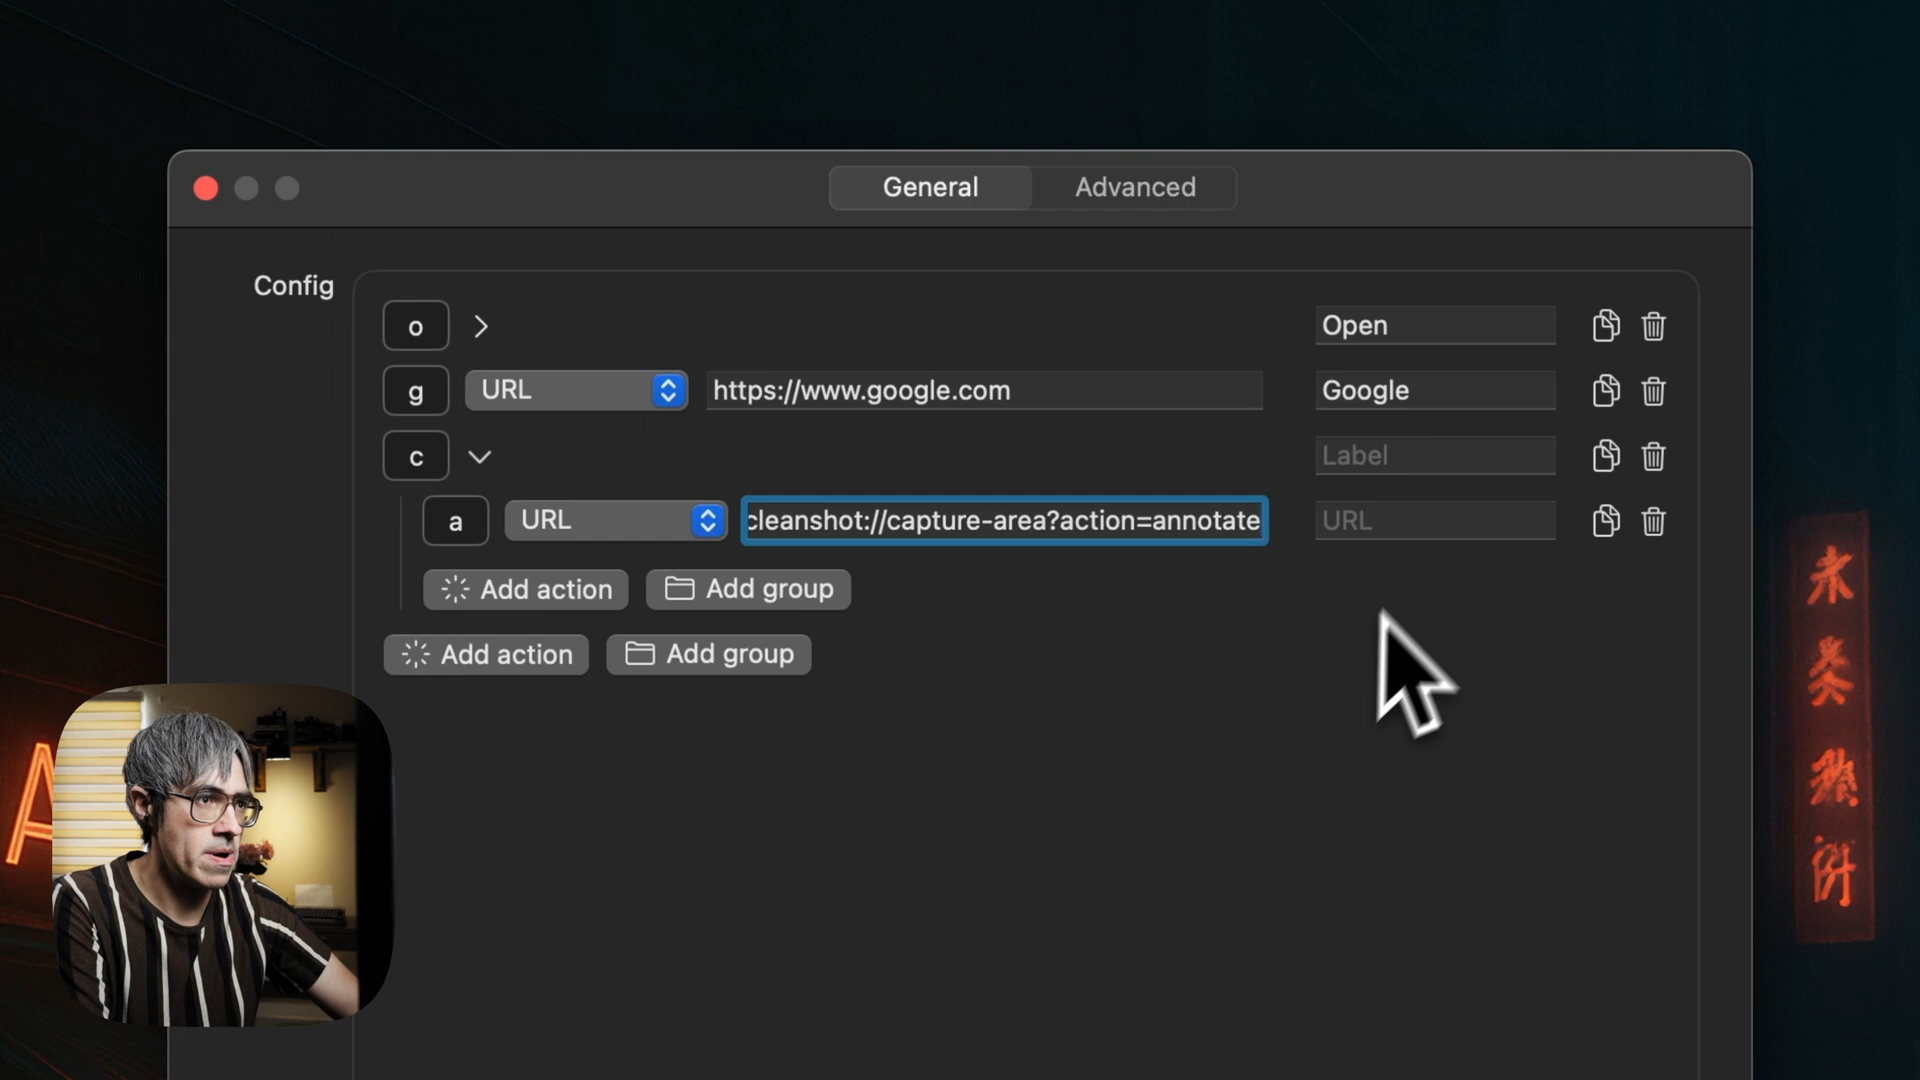 General Advanced
Config
o Open
g URL https://www.google.com Google
c Label
a URL cleanshot://capture-area?action=annotate URL
Add action Add group
Add action Add group